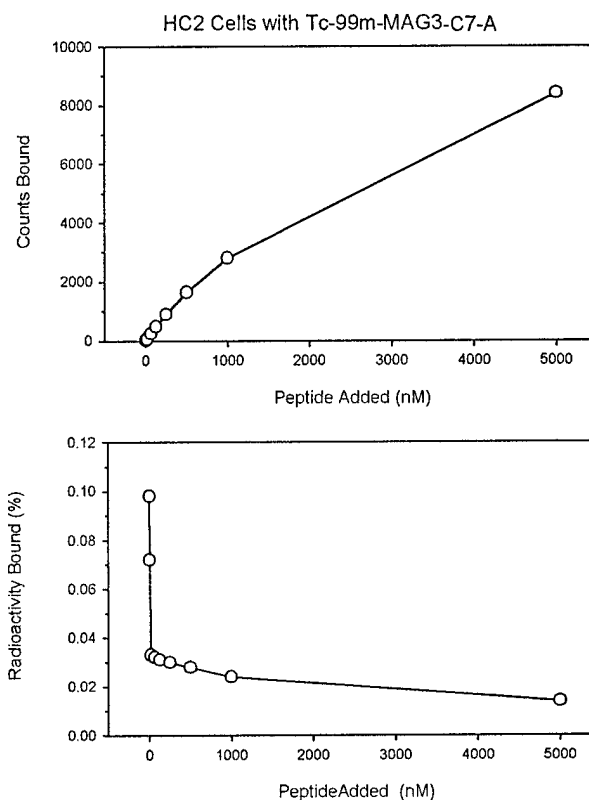 HC2 Cells with Tc-99m-MAG3-C7-A
10000
8000
6000
4000
2000
0
Counts Bound
0 1000 2000 3000 4000 5000
Peptide Added (nM)
0.12
0.10
0.08
0.06
0.04
0.02
0.00
Radioactivity Bound (%)
0 1000 2000 3000 4000 5000
PeptideAdded (nM)